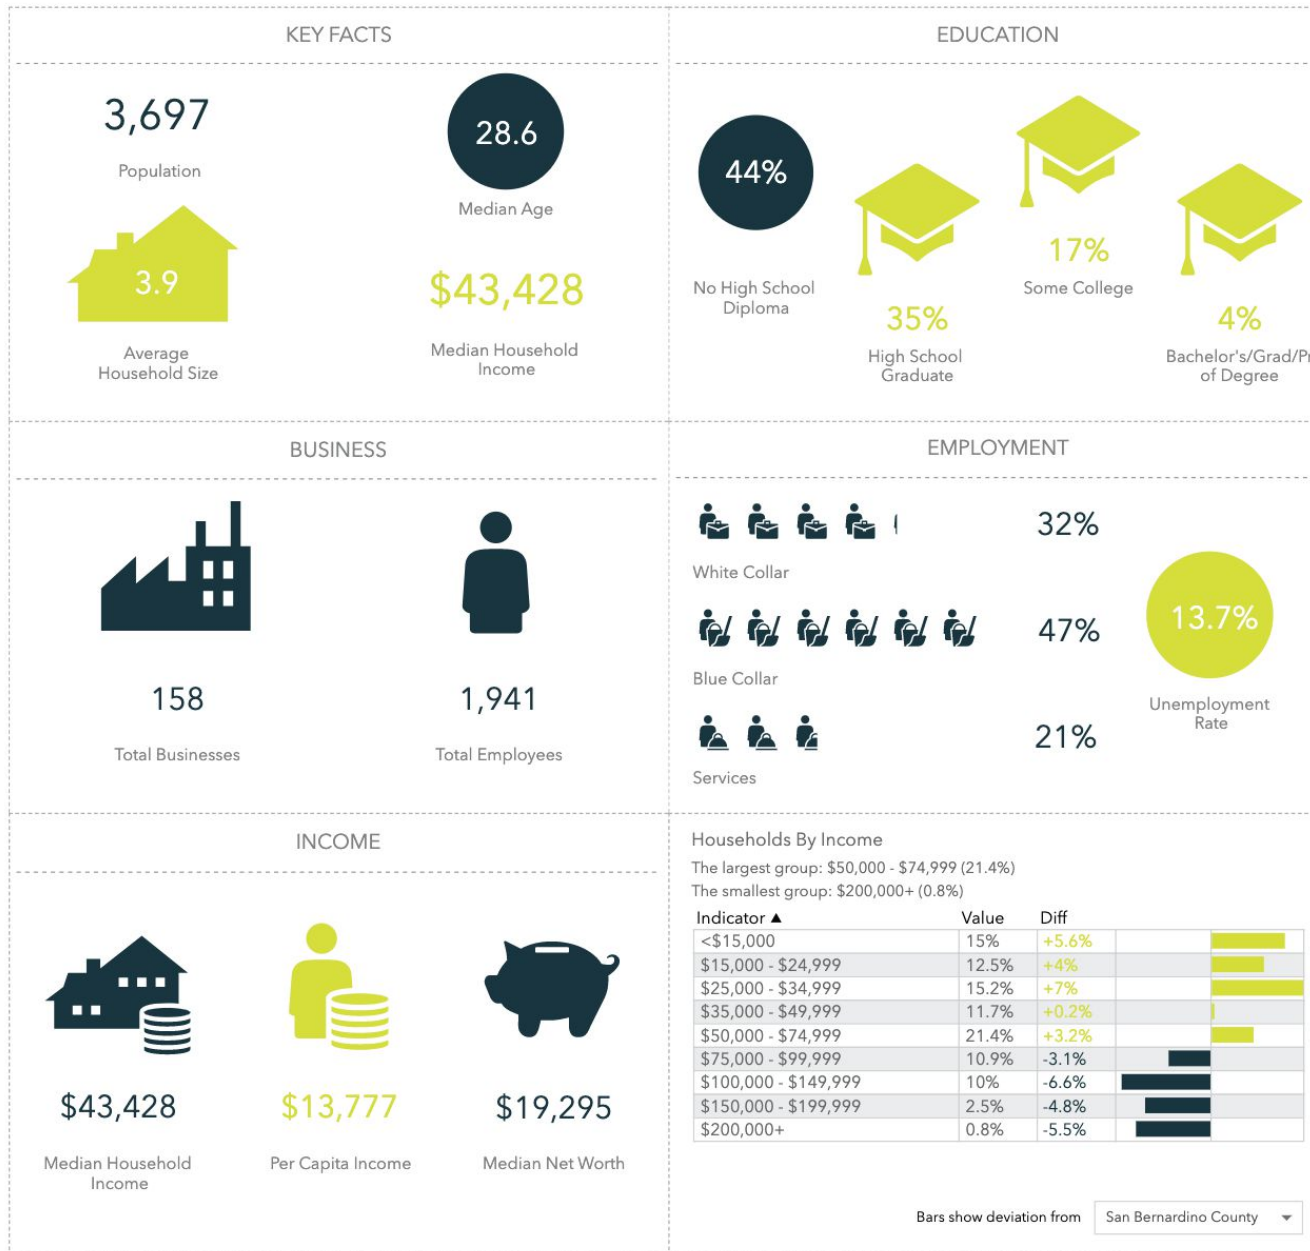 KEY FACTS
3,697
Population
28.6
Median Age
3.9
Average
Household Size
$43,428
Median Household
Income
EDUCATION
44%
No High School
Diploma
35%
High School
Graduate
17%
Some College
4%
Bachelor's/Grad/Pr
of Degree
BUSINESS
158
Total Businesses
1,941
Total Employees
EMPLOYMENT
32%
White Collar
47%
Blue Collar
21%
Services
13.7%
Unemployment
Rate
INCOME
$43,428
Median Household
Income
$13,777
Per Capita Income
$19,295
Median Net Worth
Households By Income
The largest group: $50,000 - $74,999 (21.4%)
The smallest group: $200,000+ (0.8%)
Indicator ▲ Value Diff
<$15,000 15% +5.6%
$15,000 - $24,999 12.5% +4%
$25,000 - $34,999 15.2% +7%
$35,000 - $49,999 11.7% +0.2%
$50,000 - $74,999 21.4% +3.2%
$75,000 - $99,999 10.9% -3.1%
$100,000 - $149,999 10% -6.6%
$150,000 - $199,999 2.5% -4.8%
$200,000+ 0.8% -5.5%
Bars show deviation from San Bernardino County